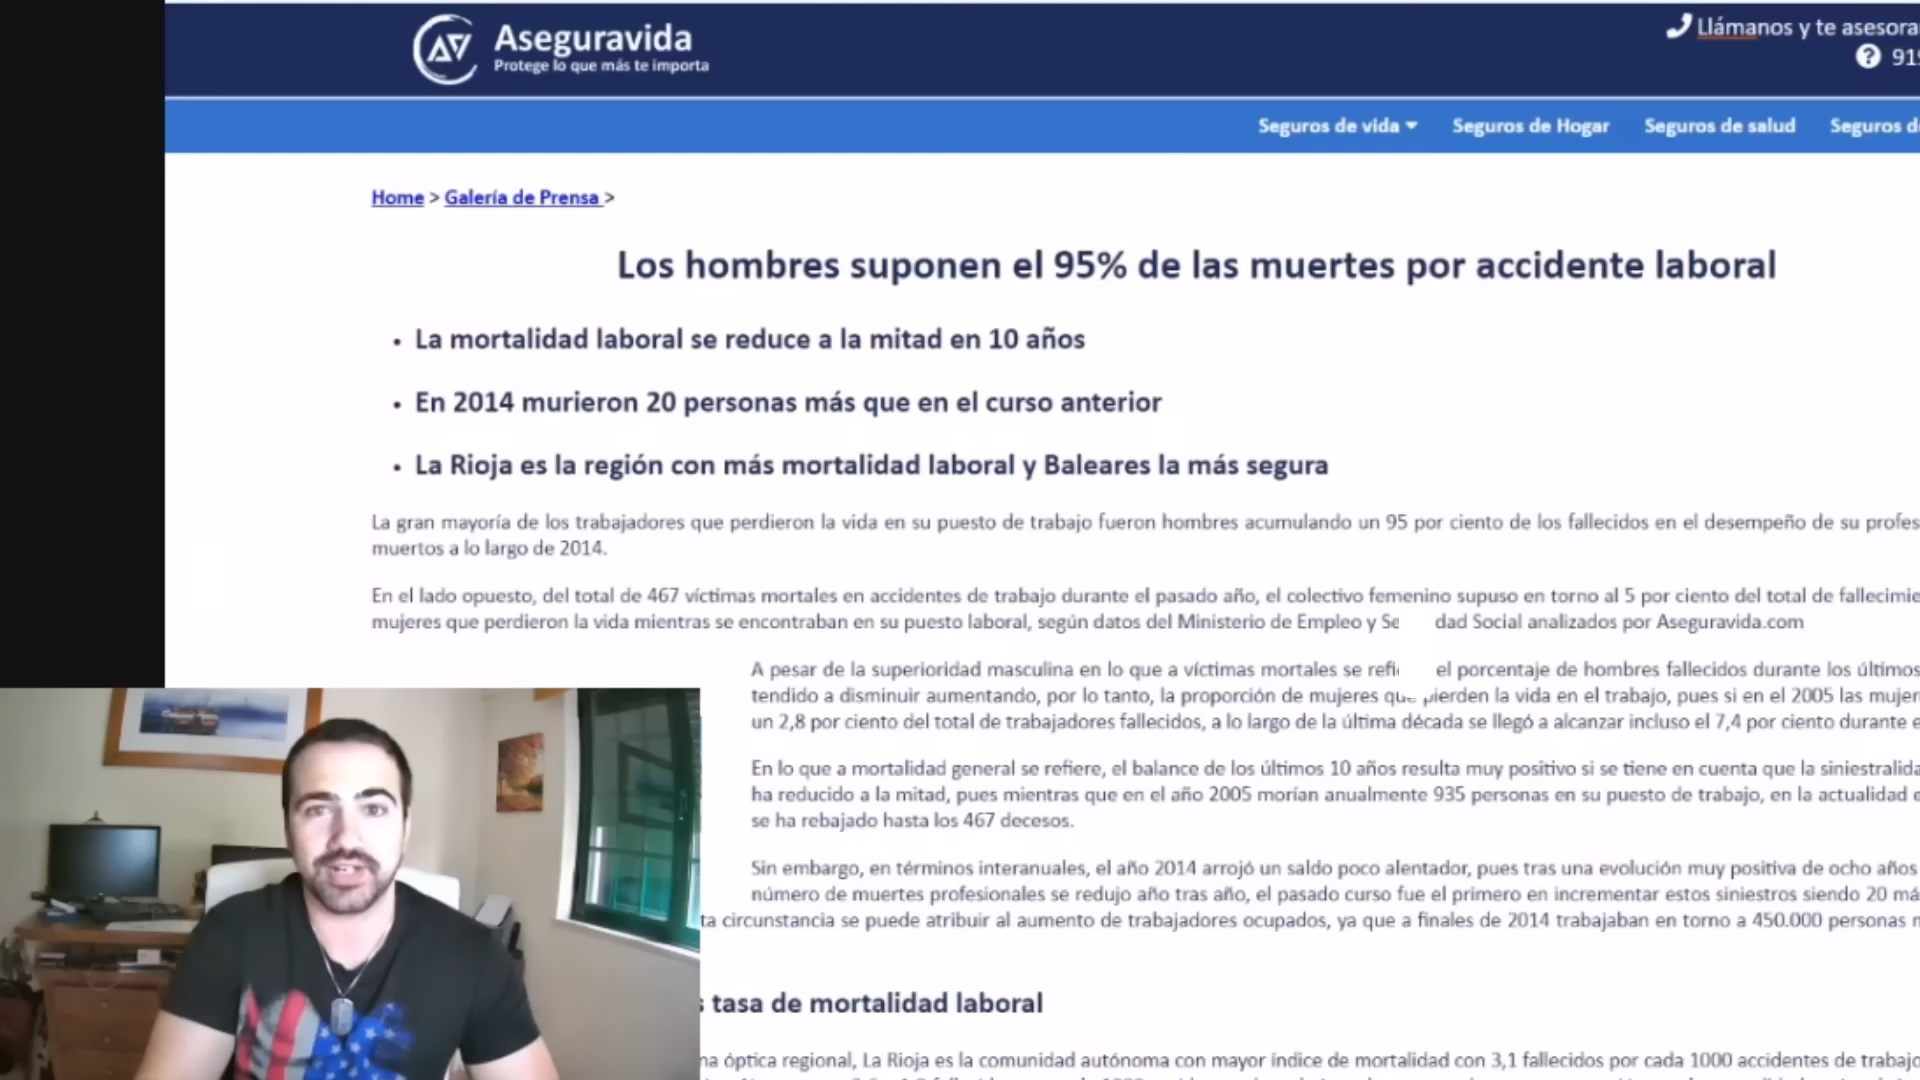 Aseguravida
Protege lo que más te importa
Llámanos y te asesora
Seguros de vida
Seguros de Hogar
Seguros de salud
Seguros
Home > Galería de Prensa >
Los hombres suponen el 95% de las muertes por accidente laboral
• La mortalidad laboral se reduce a la mitad en 10 años
• En 2014 murieron 20 personas más que en el curso anterior
• La Rioja es la región con más mortalidad laboral y Baleares la más segura
La gran mayoría de los trabajadores que perdieron la vida en su puesto de trabajo fueron hombres acumulando un 95 por ciento de los fallecidos en el desempeño de su profes
muertos a lo largo de 2014.
En el lado opuesto, del total de 467 víctimas mortales en accidentes de trabajo durante el pasado año, el colectivo femenino supuso en torno al 5 por ciento del total de fallecimie
mujeres que perdieron la vida mientras se encontraban en su puesto laboral, según datos del Ministerio de Empleo y Se dad Social analizados por Aseguravida.com
A pesar de la superioridad masculina en lo que a víctimas mortales se refi el porcentaje de hombres fallecidos durante los últimos
tendido a disminuir aumentando, por lo tanto, la proporción de mujeres que pierden la vida en el trabajo, pues si en el 2005 las mujer
un 2,8 por ciento del total de trabajadores fallecidos, a lo largo de la última década se llegó a alcanzar incluso el 7,4 por ciento durante
En lo que a mortalidad general se refiere, el balance de los últimos 10 años resulta muy positivo si se tiene en cuenta que la siniestralida
ha reducido a la mitad, pues mientras que en el año 2005 morían anualmente 935 personas en su puesto de trabajo, en la actualidad
se ha rebajado hasta los 467 decesos.
Sin embargo, en términos interanuales, el año 2014 arrojó un saldo poco alentador, pues tras una evolución muy positiva de ocho años
número de muertes profesionales se redujo año tras año, el pasado curso fue el primero en incrementar estos siniestros siendo 20 má
ta circunstancia se puede atribuir al aumento de trabajadores ocupados, ya que a finales de 2014 trabajaban en torno a 450.000 personas
s tasa de mortalidad laboral
na óptica regional, La Rioja es la comunidad autónoma con mayor índice de mortalidad con 3,1 fallecidos por cada 1000 accidentes de trabajo